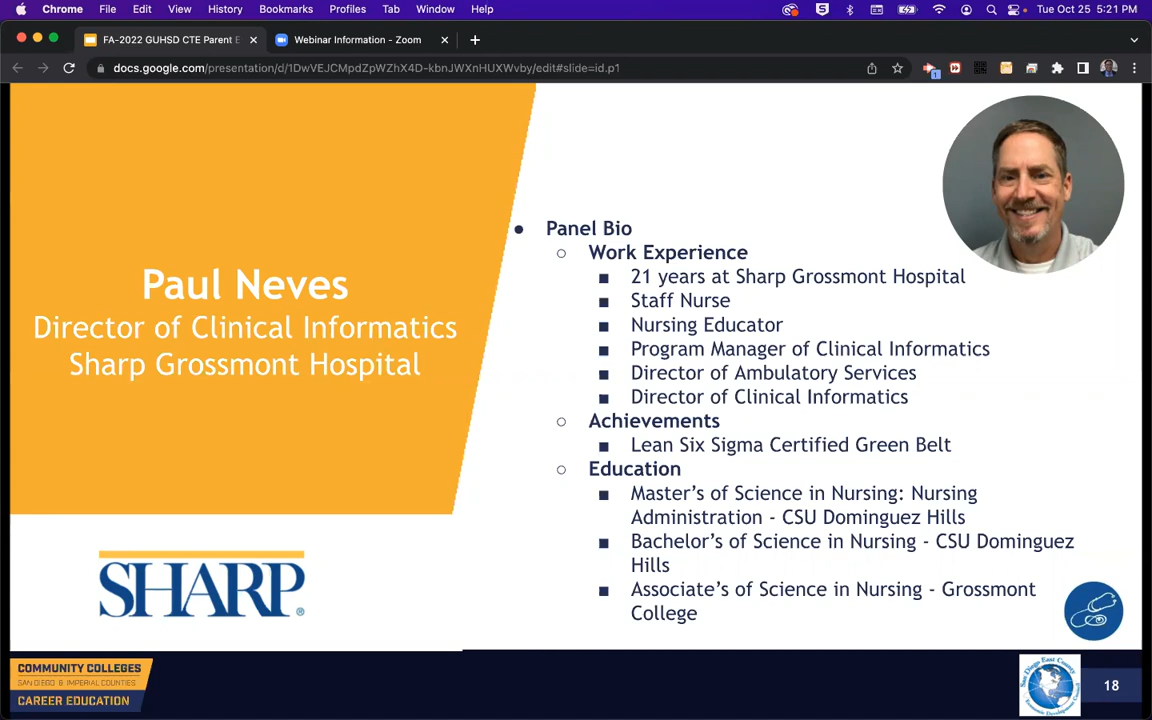 Chrome File Edit View History Bookmarks Profiles Tab Window Help Tue Oct 25 5:21 PM
FA-2022 GUHSD CTE Parent E
Webinar Information - Zoom
docs.google.com/presentation/d/1DwVEJCMpdZpWZhX4D-kbnJWXnHUXWvby/edit#slide=id.p1
Paul Neves
Director of Clinical Informatics
Sharp Grossmont Hospital
SHARP®
Panel Bio
Work Experience
21 years at Sharp Grossmont Hospital
Staff Nurse
Nursing Educator
Program Manager of Clinical Informatics
Director of Ambulatory Services
Director of Clinical Informatics
Achievements
Lean Six Sigma Certified Green Belt
Education
Master’s of Science in Nursing: Nursing
Administration - CSU Dominguez Hills
Bachelor’s of Science in Nursing - CSU Dominguez
Hills
Associate’s of Science in Nursing - Grossmont
College
COMMUNITY COLLEGES
SAN DIEGO & IMPERIAL COUNTIES
CAREER EDUCATION
San Diego East County
18